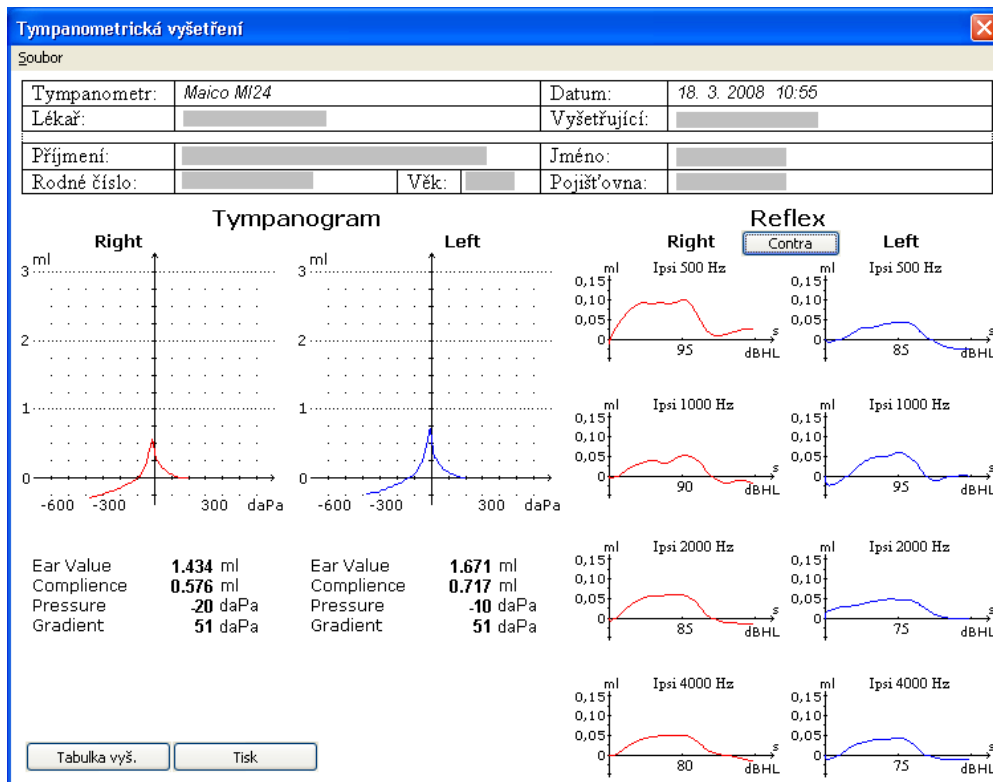 Tympanometrická vyšetření
Soubor
Tympanometr: Maico MI24 Datum: 18. 3. 2008 10:55
Lékař: Vyšetřující:
Příjmení: Jméno:
Rodné číslo: Věk: Pojišťovna:
Tympanogram
Right Left
ml ml
3 3
2 2
1 1
0 0
-600 -300 300 daPa -600 -300 300 daPa
Ear Value 1.434 ml Ear Value 1.671 ml
Complience 0.576 ml Complience 0.717 ml
Pressure -20 daPa Pressure -10 daPa
Gradient 51 daPa Gradient 51 daPa
Tabulka vyš. Tisk
Reflex
Right Contra Left
ml Ipsi 500 Hz ml Ipsi 500 Hz
0,15 0,15
0,10 0,10
0,05 s 0,05 s
0 0
95 dBHL 85 dBHL
ml Ipsi 1000 Hz ml Ipsi 1000 Hz
0,15 0,15
0,10 0,10
0,05 s 0,05 s
0 0
90 dBHL 95 dBHL
ml Ipsi 2000 Hz ml Ipsi 2000 Hz
0,15 0,15
0,10 0,10
0,05 s 0,05 s
0 0
85 dBHL 75 dBHL
ml Ipsi 4000 Hz ml Ipsi 4000 Hz
0,15 0,15
0,10 0,10
0,05 s 0,05 s
0 0
80 dBHL 75 dBHL